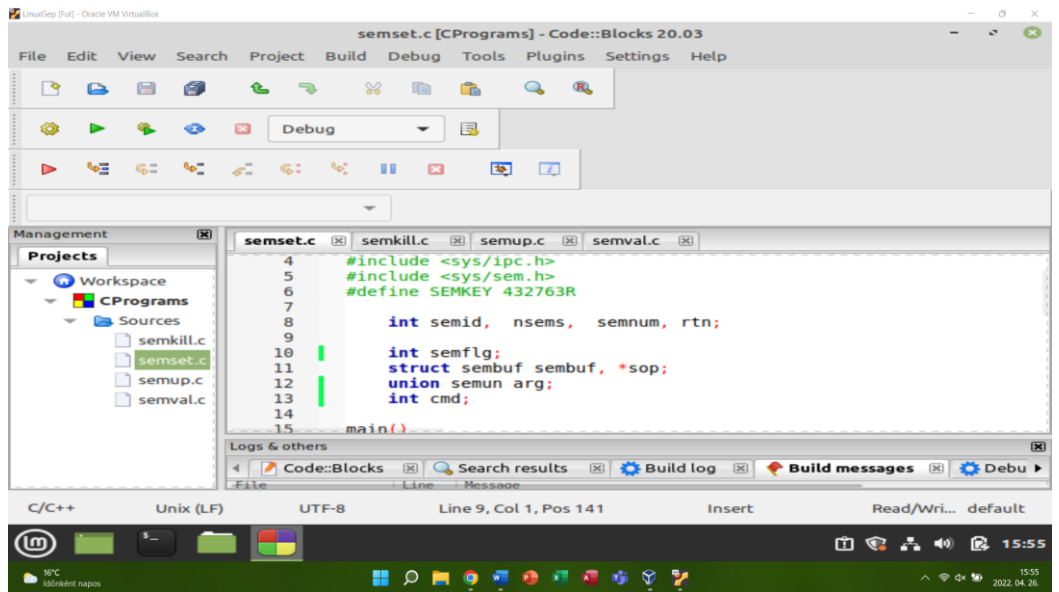 LinuxGep [Fut] - Oracle VM VirtualBox
semset.c [CPrograms] - Code::Blocks 20.03
File Edit View Search Project Build Debug Tools Plugins Settings Help
Debug
Management
Projects
Workspace
CPrograms
Sources
semkill.c
semset.c
semup.c
semval.c
semset.c semkill.c semup.c semval.c
4 #include <sys/ipc.h>
5 #include <sys/sem.h>
6 #define SEMKEY 432763R
7
8 int semid, nsems, semnum, rtn;
9
10 int semflg;
11 struct sembuf sembuf, *sop;
12 union semun arg;
13 int cmd;
14
15 main()
Logs & others
Code::Blocks Search results Build log Build messages Debu
File Line Message
C/C++ Unix (LF) UTF-8 Line 9, Col 1, Pos 141 Insert Read/Wri... default
15:55
16°C
Időnként napos
15:55
2022. 04. 26.